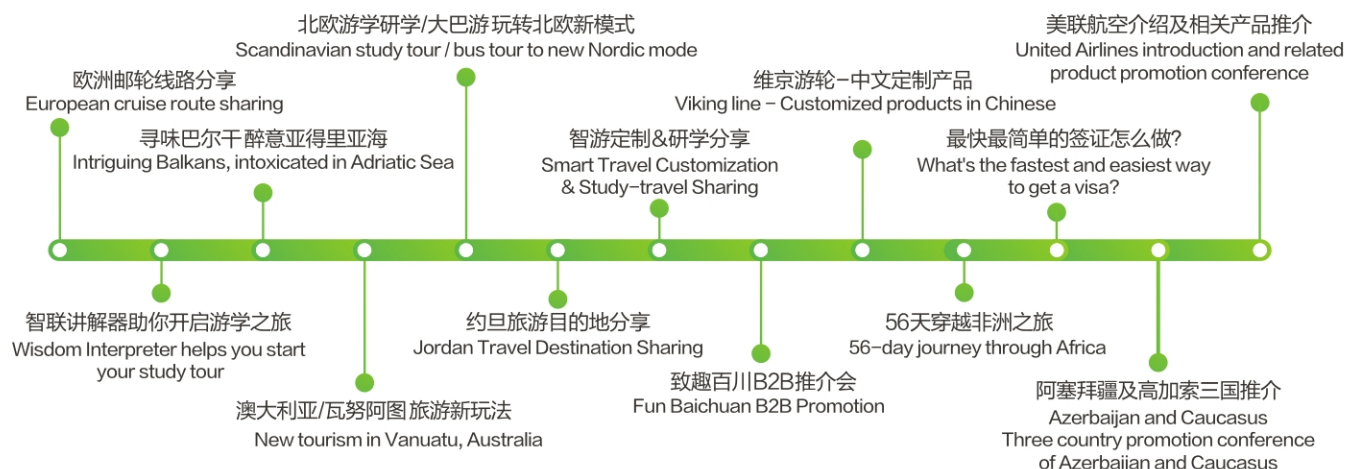 北欧游学研学/大巴游 玩转北欧新模式
Scandinavian study tour / bus tour to new Nordic mode
美联航空介绍及相关产品推介
United Airlines introduction and related
product promotion conference
欧洲邮轮线路分享
European cruise route sharing
维京游轮-中文定制产品
Viking line - Customized products in Chinese
寻味巴尔干 醉意亚得里亚海
Intriguing Balkans, intoxicated in Adriatic Sea
智游定制&研学分享
Smart Travel Customization
& Study-travel Sharing
最快最简单的签证怎么做?
What's the fastest and easiest way
to get a visa?
智联讲解器助你开启游学之旅
Wisdom Interpreter helps you start
your study tour
约旦旅游目的地分享
Jordan Travel Destination Sharing
56天穿越非洲之旅
56-day journey through Africa
澳大利亚/瓦努阿图 旅游新玩法
New tourism in Vanuatu, Australia
致趣百川B2B推介会
Fun Baichuan B2B Promotion
阿塞拜疆及高加索三国推介
Azerbaijan and Caucasus
Three country promotion conference
of Azerbaijan and Caucasus